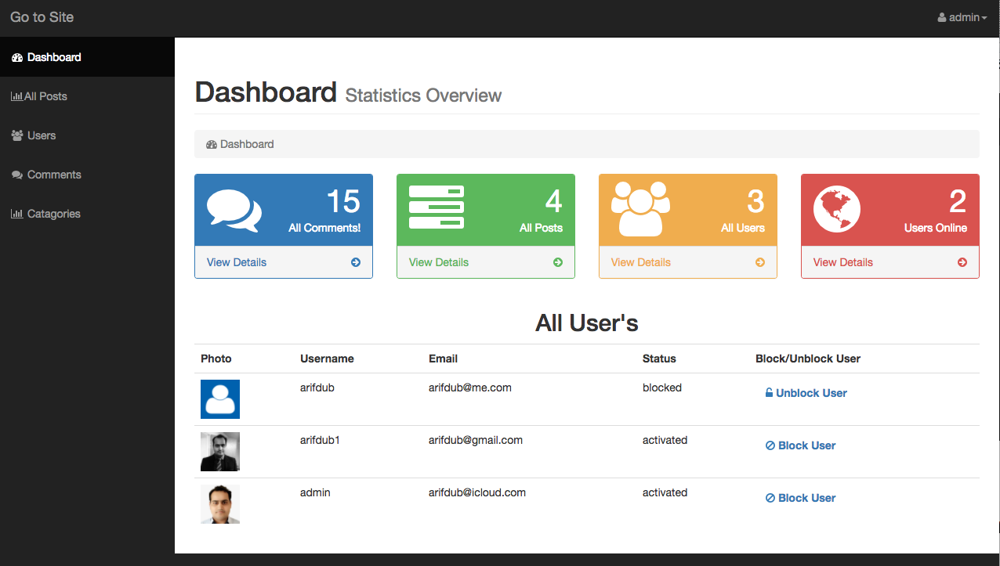 Go to Site
admin
Dashboard
All Posts
Users
Comments
Catagories
Dashboard Statistics Overview
Dashboard
15
All Comments!
View Details
4
All Posts
View Details
3
All Users
View Details
2
Users Online
View Details
All User's
Photo Username Email Status Block/Unblock User
arifdub arifdub@me.com blocked Unblock User
arifdub1 arifdub@gmail.com activated Block User
admin arifdub@icloud.com activated Block User